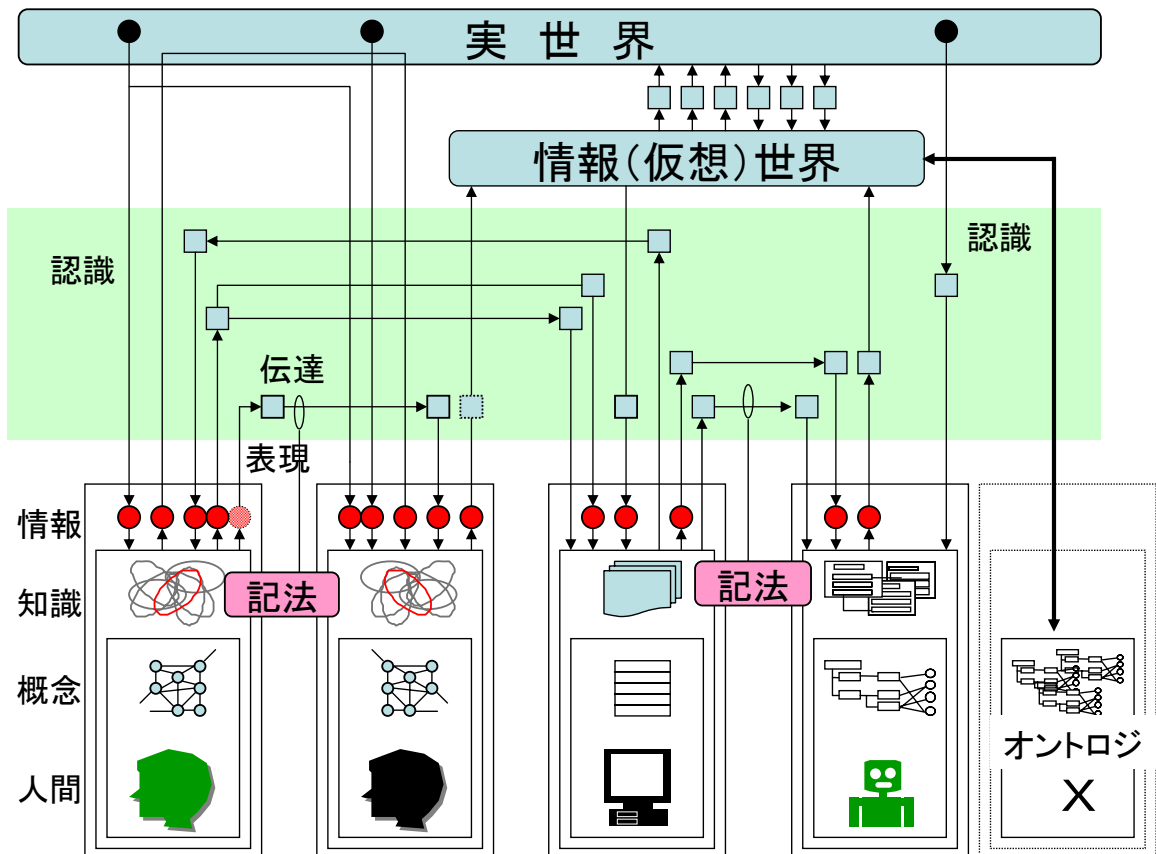 実世界
情報(仮想)世界
認識
認識
伝達
表現
情報
知識
記法
記法
概念
オントロジ
人間
X